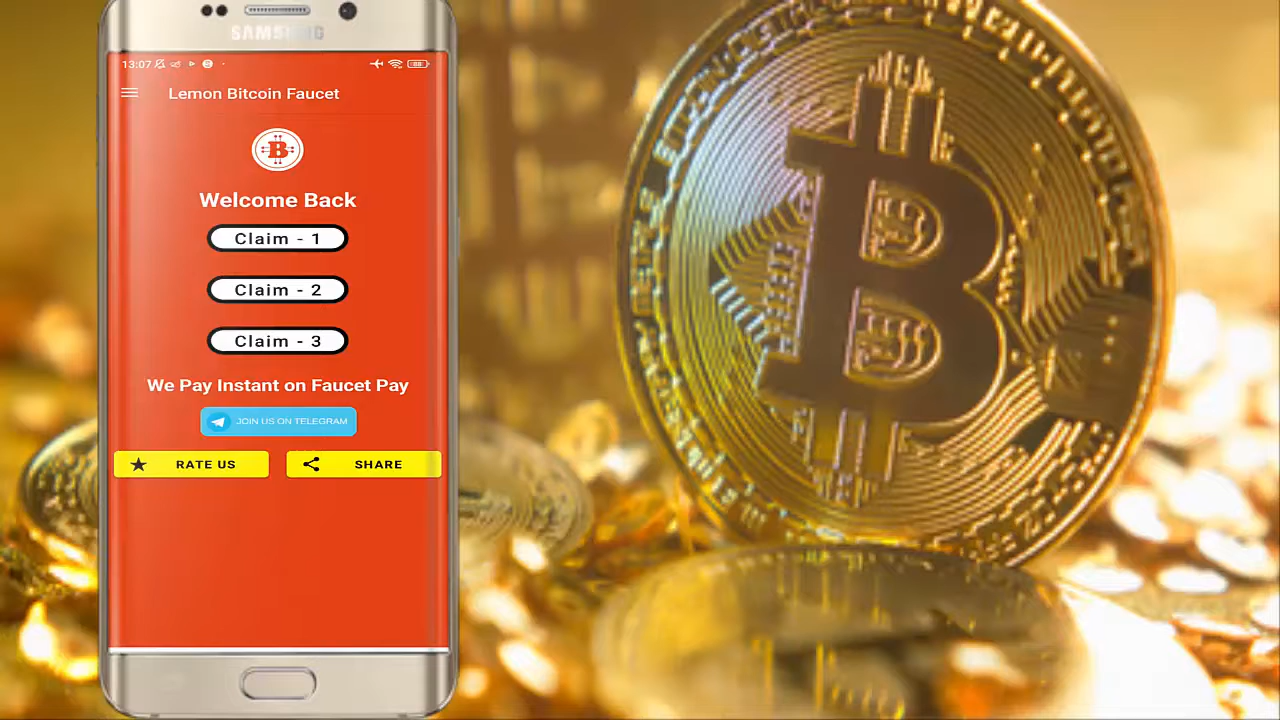 SAMSUNG
13:07
Lemon Bitcoin Faucet
B
Welcome Back
Claim - 1
Claim - 2
Claim - 3
We Pay Instant on Faucet Pay
JOIN US ON TELEGRAM
RATE US
SHARE